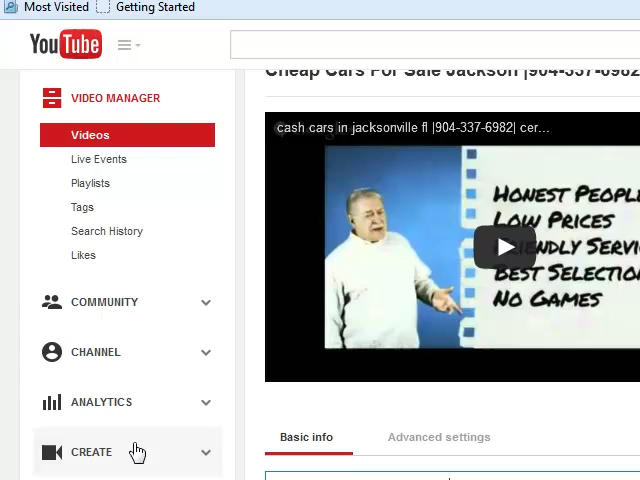 Most Visited Getting Started
YouTube
Cheap Cars For Sale Jackson |904-337-6982
VIDEO MANAGER
Videos
Live Events
Playlists
Tags
Search History
Likes
COMMUNITY
CHANNEL
ANALYTICS
CREATE
cash cars in jacksonville fl |904-337-6982| cer...
HONEST PEOPLE
LOW PRICES
FRIENDLY SERVI
BEST SELECTION
NO GAMES
Basic info Advanced settings